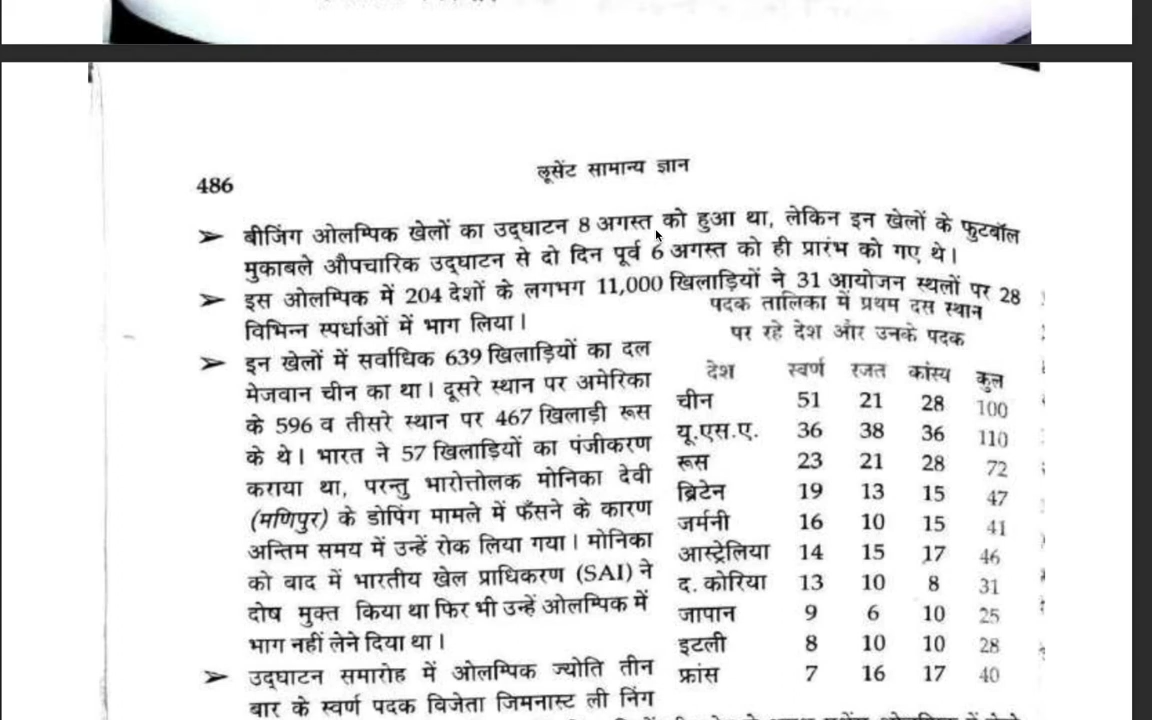 486
लूसेंट सामान्य ज्ञान
➢ बीजिंग ओलम्पिक खेलों का उद्घाटन 8 अगस्त को हुआ था, लेकिन इन खेलों के फुटबॉल
मुकाबले औपचारिक उद्घाटन से दो दिन पूर्व 6 अगस्त को ही प्रारंभ को गए थे।
➢ इस ओलम्पिक में 204 देशों के लगभग 11,000 खिलाड़ियों ने 31 आयोजन स्थलों पर 28
विभिन्न स्पर्धाओं में भाग लिया।
➢ इन खेलों में सर्वाधिक 639 खिलाड़ियों का दल
मेजवान चीन का था। दूसरे स्थान पर अमेरिका
के 596 व तीसरे स्थान पर 467 खिलाड़ी रूस
के थे। भारत ने 57 खिलाड़ियों का पंजीकरण
कराया था, परन्तु भारोत्तोलक मोनिका देवी
(मणिपुर) के डोपिंग मामले में फँसने के कारण
अन्तिम समय में उन्हें रोक लिया गया। मोनिका
को बाद में भारतीय खेल प्राधिकरण (SAI) ने
दोष मुक्त किया था फिर भी उन्हें ओलम्पिक में
भाग नहीं लेने दिया था।
➢ उद्घाटन समारोह में ओलम्पिक ज्योति तीन
बार के स्वर्ण पदक विजेता जिमनास्ट ली निंग
पदक तालिका में प्रथम दस स्थान
पर रहे देश और उनके पदक
देश स्वर्ण रजत कांस्य कुल
चीन 51 21 28 100
यू.एस.ए. 36 38 36 110
रूस 23 21 28 72
ब्रिटेन 19 13 15 47
जर्मनी 16 10 15 41
आस्ट्रेलिया 14 15 17 46
द. कोरिया 13 10 8 31
जापान 9 6 10 25
इटली 8 10 10 28
फ्रांस 7 16 17 40